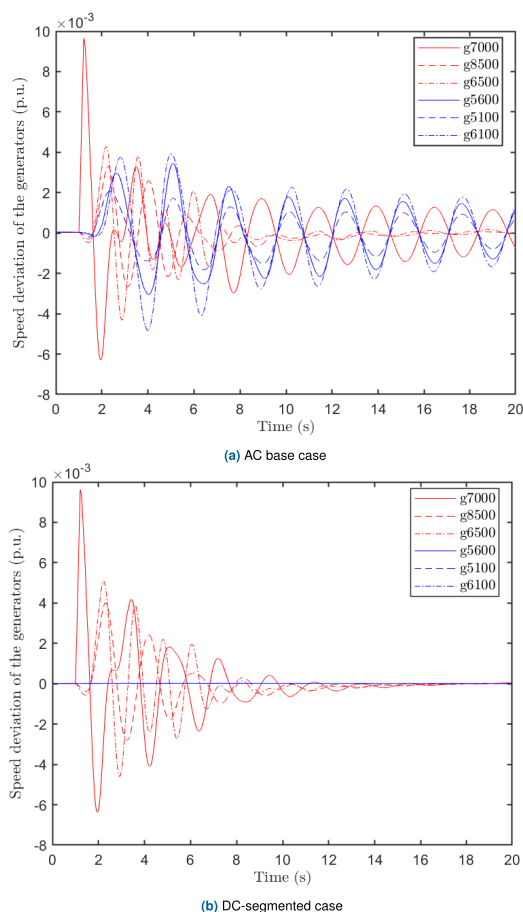 ×10⁻³
10
8
6
4
2
0
-2
-4
-6
-8
Speed deviation of the generators (p.u.)
g7000
g8500
g6500
g5600
g5100
g6100
0 2 4 6 8 10 12 14 16 18 20
Time (s)
(a) AC base case
×10⁻³
10
8
6
4
2
0
-2
-4
-6
-8
Speed deviation of the generators (p.u.)
g7000
g8500
g6500
g5600
g5100
g6100
0 2 4 6 8 10 12 14 16 18 20
Time (s)
(b) DC-segmented case